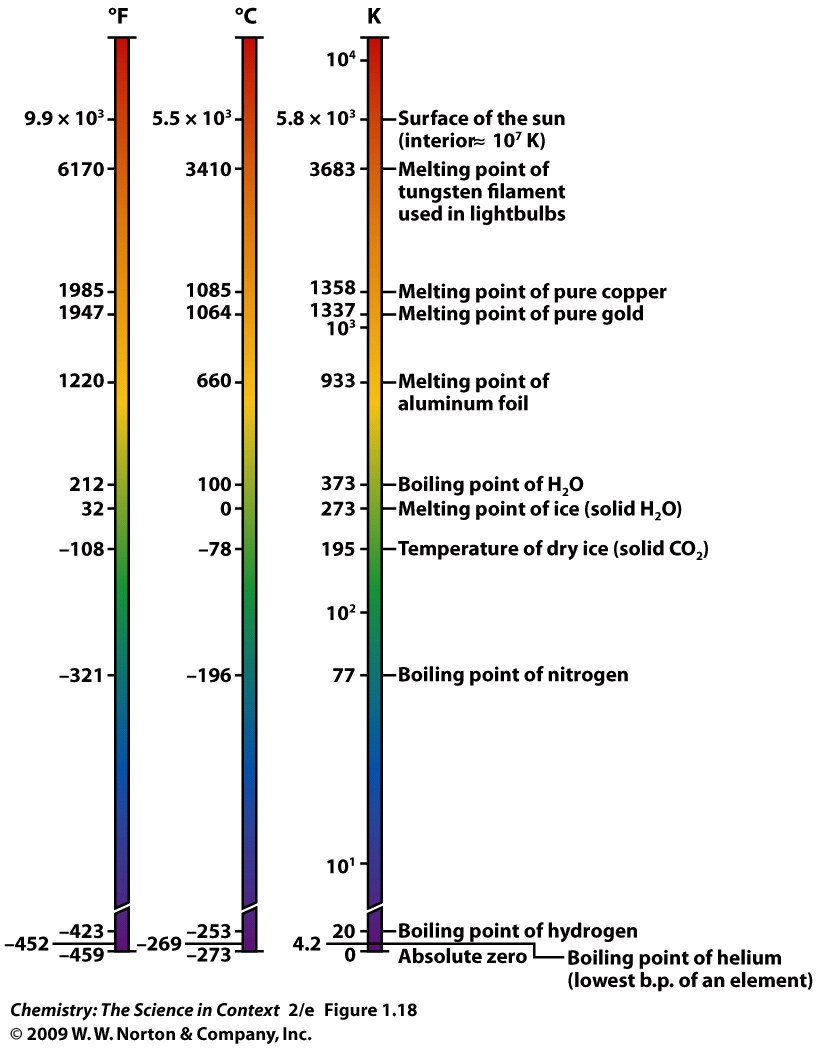 °F °C K
10⁴
9.9 × 10³ 5.5 × 10³ 5.8 × 10³ Surface of the sun
(interior≈ 10⁷ K)
6170 3410 3683 Melting point of
tungsten filament
used in lightbulbs
1985 1085 1358 Melting point of pure copper
1947 1064 1337 Melting point of pure gold
10³
1220 660 933 Melting point of
aluminum foil
212 100 373 Boiling point of H₂O
32 0 273 Melting point of ice (solid H₂O)
–108 –78 195 Temperature of dry ice (solid CO₂)
10²
–321 –196 77 Boiling point of nitrogen
10¹
–423 –253 20 Boiling point of hydrogen
–452 –269 4.2 Boiling point of helium
(lowest b.p. of an element)
–459 –273 0 Absolute zero
Chemistry: The Science in Context 2/e Figure 1.18
© 2009 W. W. Norton & Company, Inc.